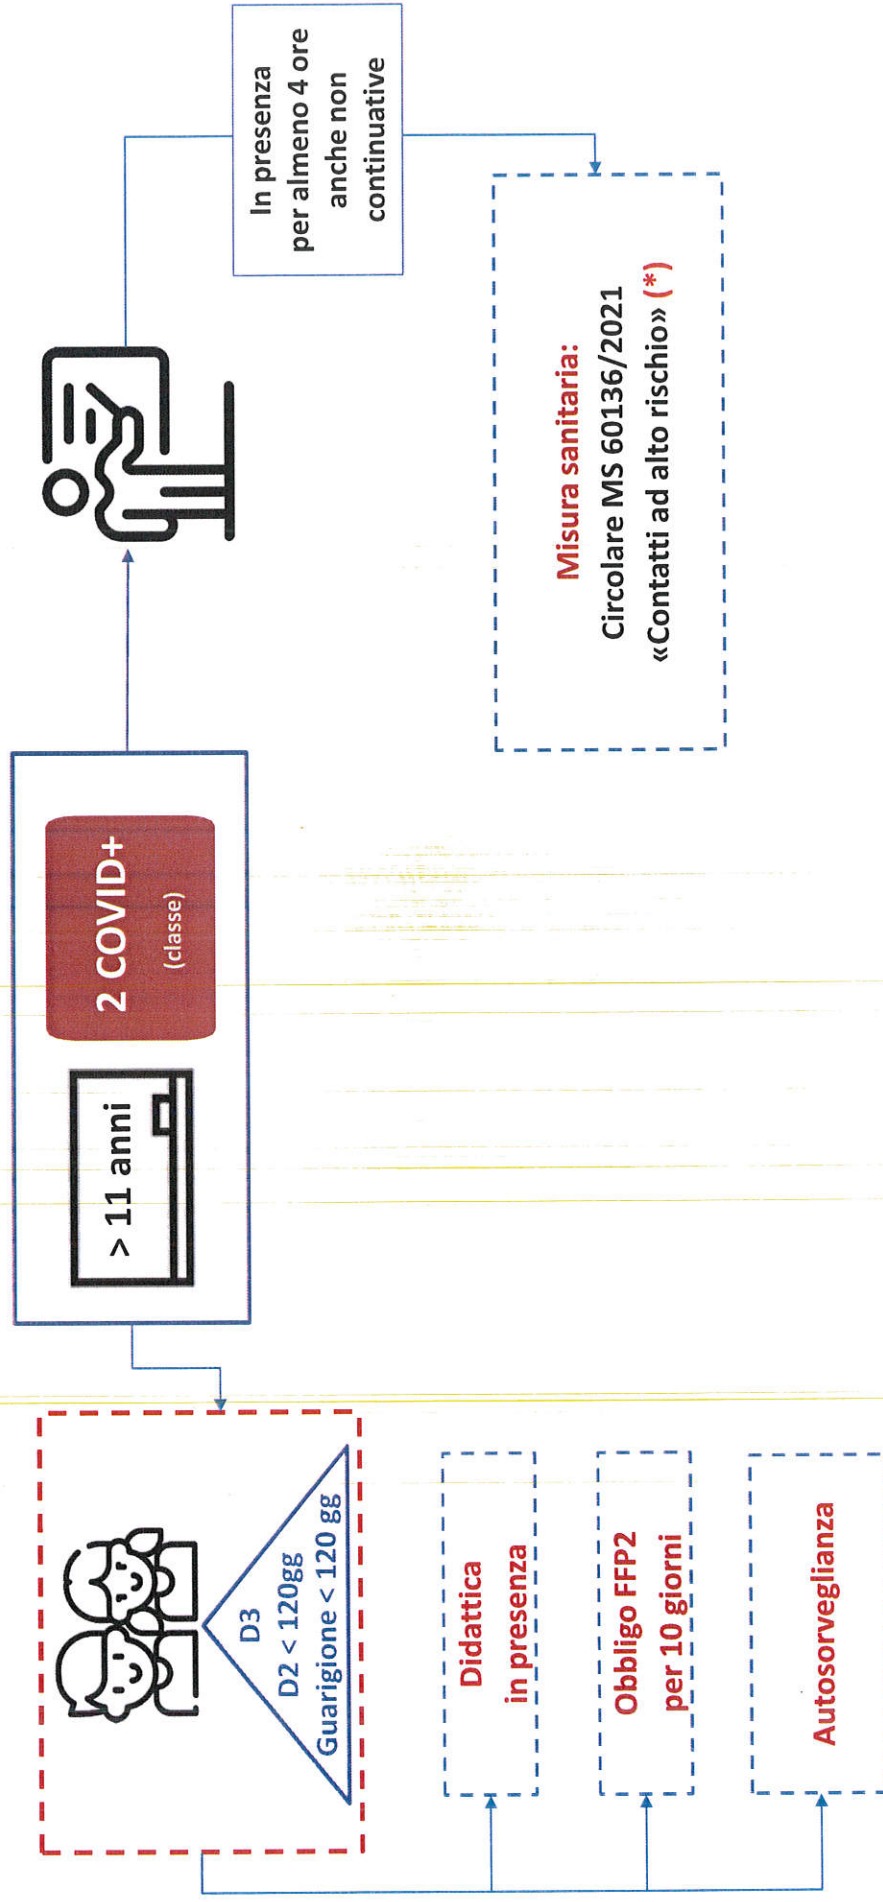 > 11 anni
2 COVID+
(classe)
D3
D2 < 120gg
Guarigione < 120 gg
Didattica
in presenza
Obbligo FFP2
per 10 giorni
Autosorveglianza
In presenza
per almeno 4 ore
anche non
continuative
Misura sanitaria:
Circolare MS 60136/2021
«Contatti ad alto rischio» (*)